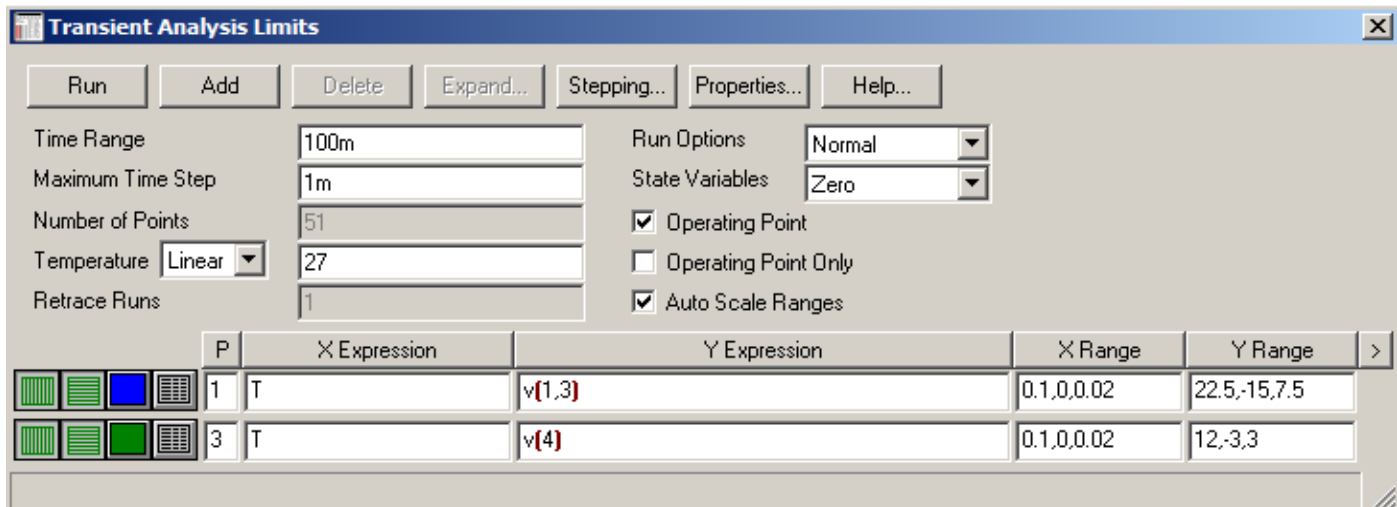 Transient Analysis Limits
Run Add Delete Expand... Stepping... Properties... Help...
Time Range 100m Run Options Normal
Maximum Time Step 1m State Variables Zero
Number of Points 51 Operating Point
Temperature Linear 27 Operating Point Only
Retrace Runs 1 Auto Scale Ranges
P X Expression Y Expression X Range Y Range >
1 T v(1,3) 0.1,0,0.02 22.5,-15,7.5
3 T v(4) 0.1,0,0.02 12,-3,3